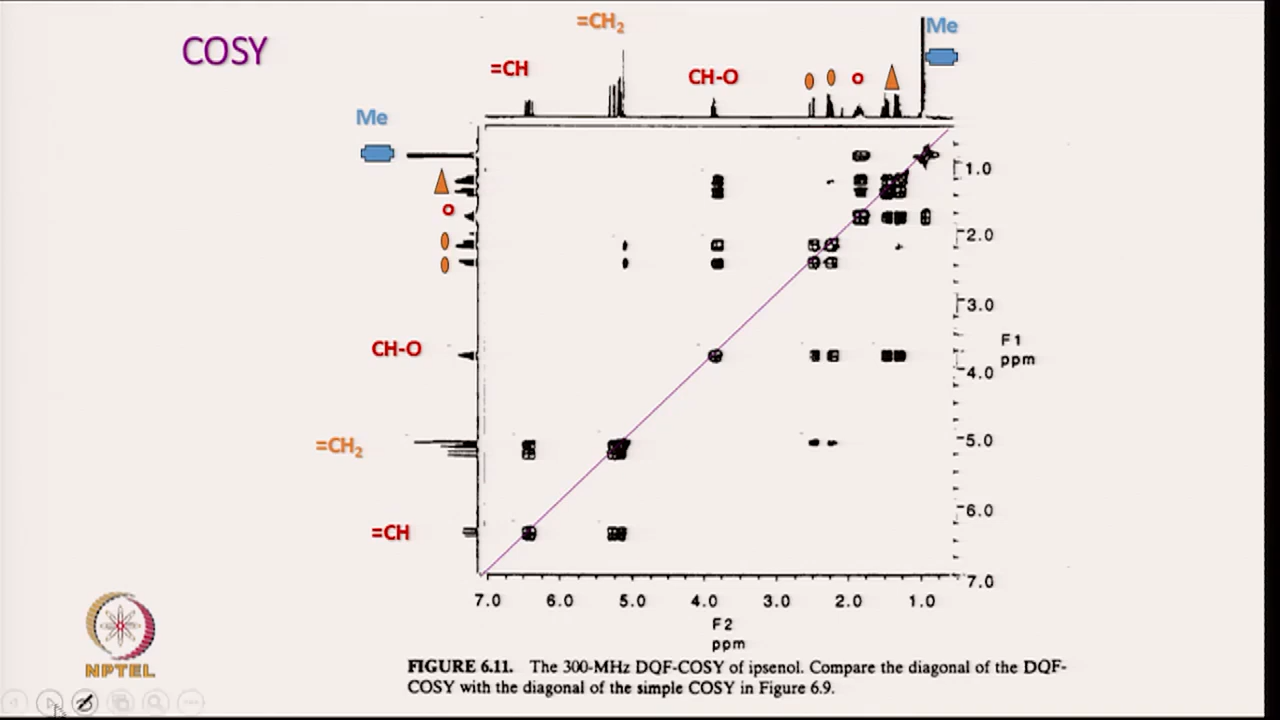 COSY
=CH₂
Me
=CH
CH-O
Me
1.0
2.0
3.0
CH-O
F1
ppm
4.0
=CH₂
5.0
6.0
=CH
7.0
7.0 6.0 5.0 4.0 3.0 2.0 1.0
F2
ppm
NPTEL
FIGURE 6.11. The 300-MHz DQF-COSY of ipsenol. Compare the diagonal of the DQF-
COSY with the diagonal of the simple COSY in Figure 6.9.